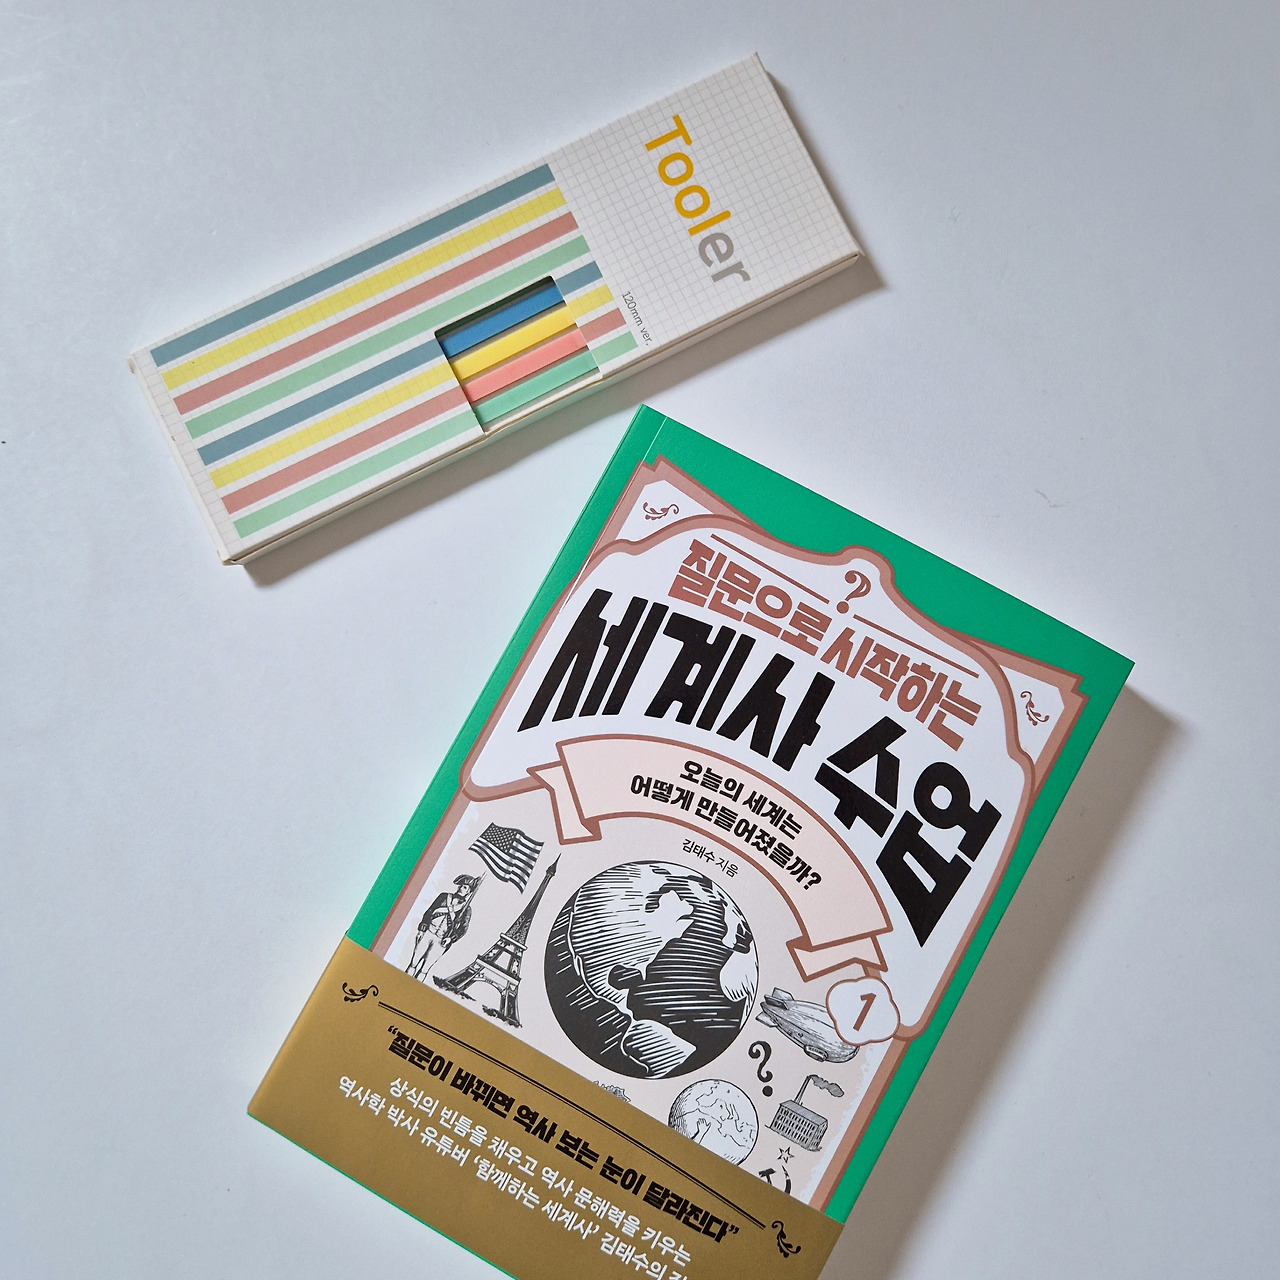 Tooler
120mm ver.
질문으로 시작하는
?
세계사 수업
오늘의 세계는
어떻게 만들어졌을까?
김태수 지음
1
?
“질문이 바뀌면 역사 보는 눈이 달라진다”
상식의 빈틈을 채우고 역사 문해력을 키우는
역사학 박사 유튜버 ‘함께하는 세계사’ 김태수의